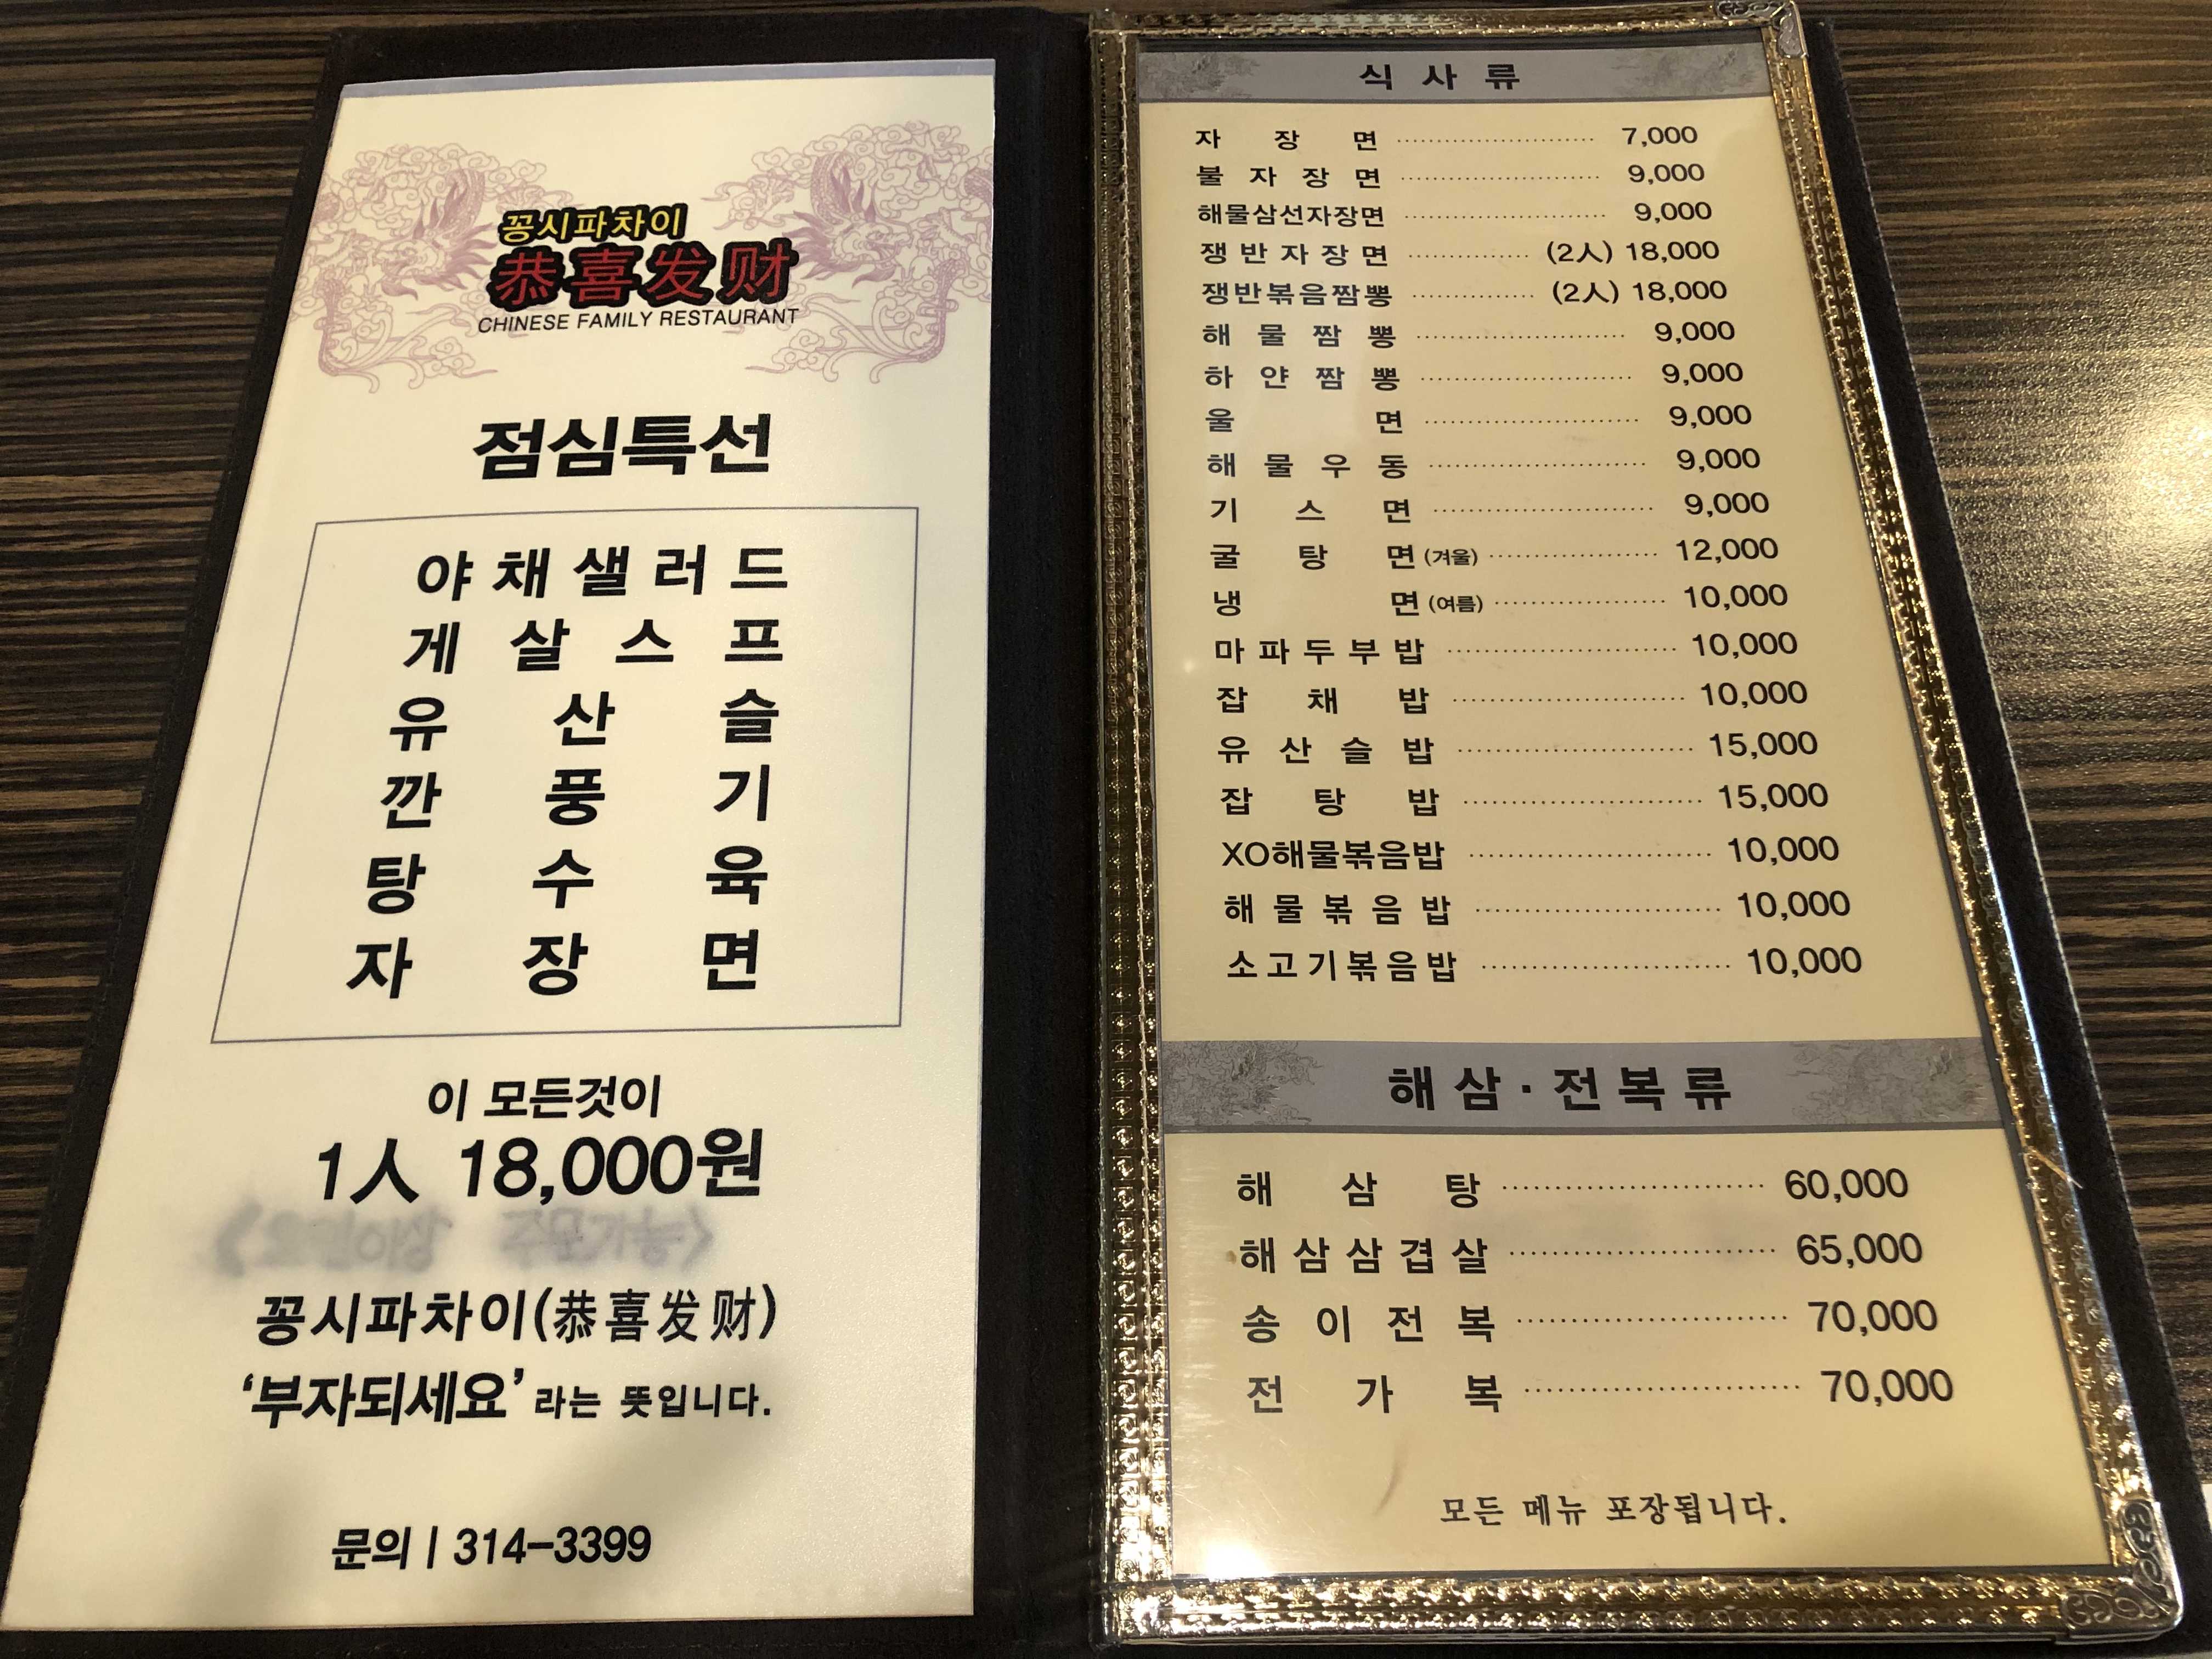 꽁시파차이
恭喜发财
CHINESE FAMILY RESTAURANT
점심특선
야채샐러드
게살스프
유산슬
깐풍기
탕수육
자장면
이 모든것이
1人 18,000원
꽁시파차이(恭喜发财)
'부자되세요' 라는 뜻입니다.
문의 | 314-3399
식사류
자장면 7,000
불자장면 9,000
해물삼선자장면 9,000
쟁반자장면 (2人) 18,000
쟁반볶음짬뽕 (2人) 18,000
해물짬뽕 9,000
하얀짬뽕 9,000
울면 9,000
해물우동 9,000
기스면 9,000
굴탕면 (겨울) 12,000
냉면 (여름) 10,000
마파두부밥 10,000
잡채밥 10,000
유산슬밥 15,000
잡탕밥 15,000
XO해물볶음밥 10,000
해물볶음밥 10,000
소고기볶음밥 10,000
해삼·전복류
해삼탕 60,000
해삼삼겹살 65,000
송이전복 70,000
전가복 70,000
모든 메뉴 포장됩니다.